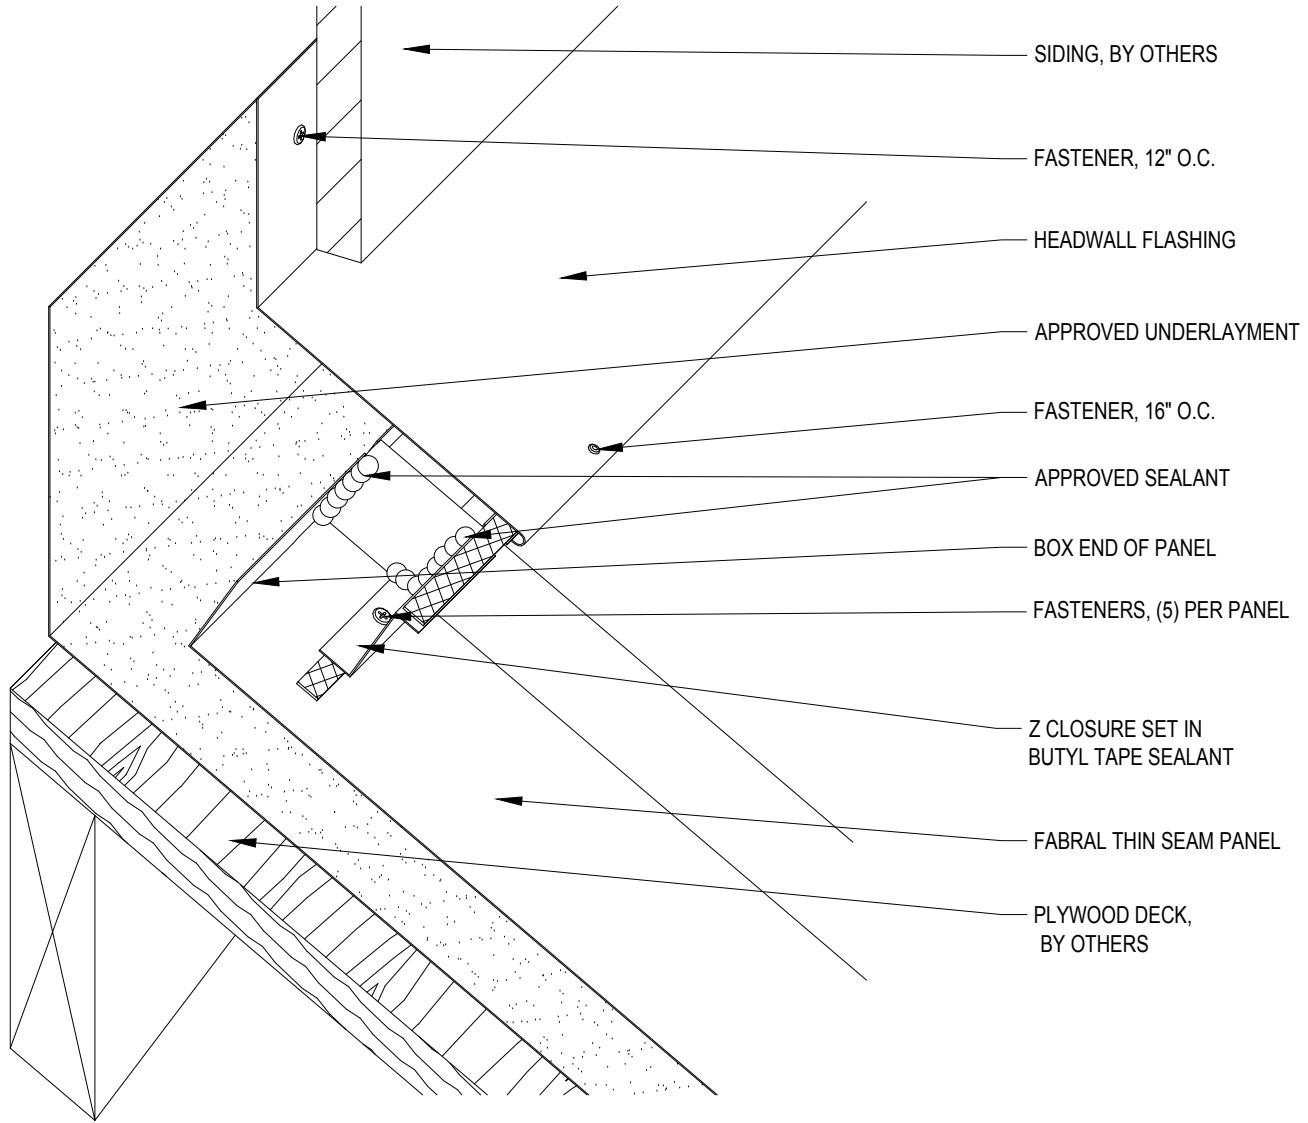 SIDING, BY OTHERS
FASTENER, 12" O.C.
HEADWALL FLASHING
APPROVED UNDERLAYMENT
FASTENER, 16" O.C.
APPROVED SEALANT
BOX END OF PANEL
FASTENERS, (5) PER PANEL
Z CLOSURE SET IN
BUTYL TAPE SEALANT
FABRAL THIN SEAM PANEL
PLYWOOD DECK,
BY OTHERS